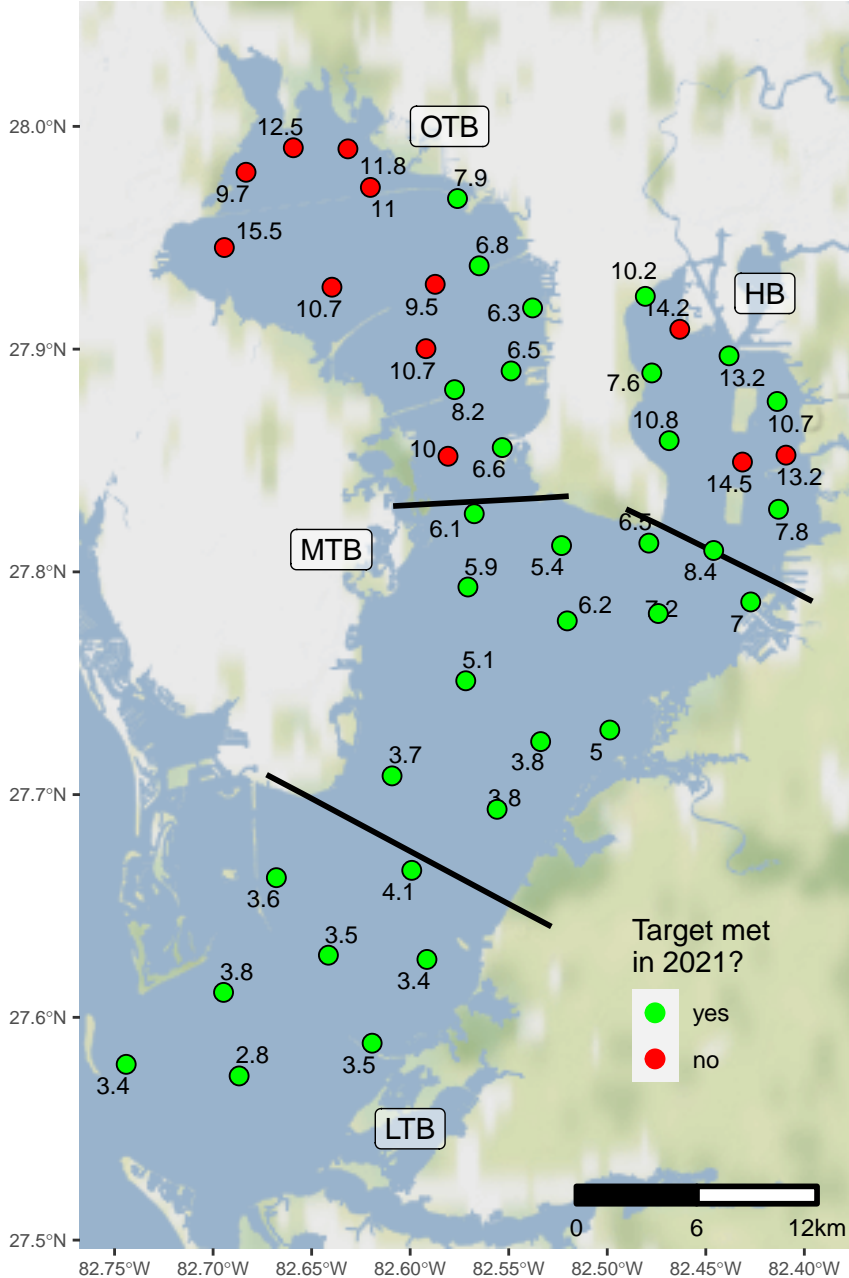 28.0°N
27.9°N
27.8°N
27.7°N
27.6°N
27.5°N
82.75°W 82.70°W 82.65°W 82.60°W 82.55°W 82.50°W 82.45°W 82.40°W
OTB
12.5
11.8
9.7
11
7.9
15.5
6.8
10.7
9.5
6.3
10.7
6.5
8.2
10
6.6
HB
10.2
14.2
13.2
7.6
10.7
10.8
14.5
13.2
7.8
8.4
MTB
6.1
5.4
6.5
5.9
6.2
7.2
7
5.1
3.8
5
3.7
3.8
4.1
3.6
3.5
3.4
3.8
3.5
3.4
2.8
LTB
Target met
in 2021?
yes
no
0 6 12km